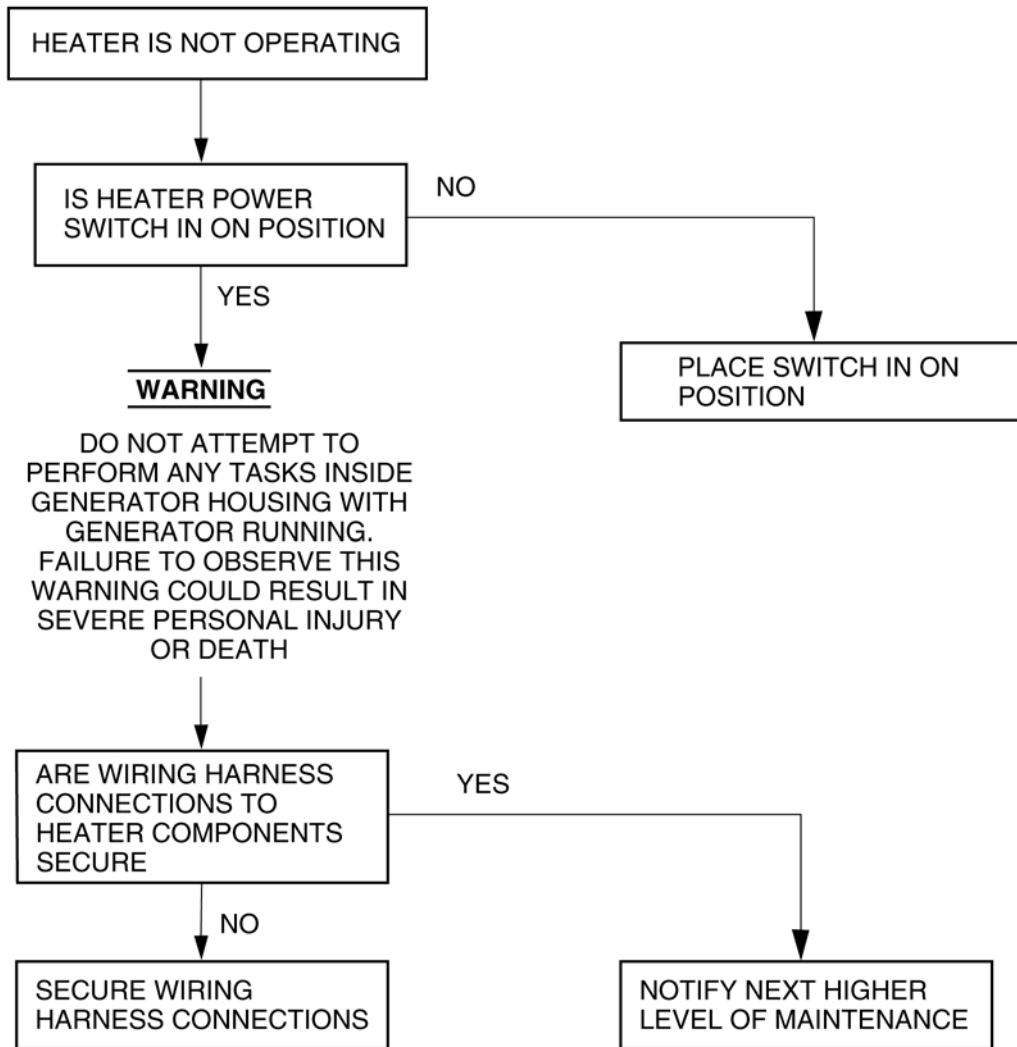 HEATER IS NOT OPERATING
IS HEATER POWER
SWITCH IN ON POSITION
NO
YES
PLACE SWITCH IN ON
POSITION
WARNING
DO NOT ATTEMPT TO
PERFORM ANY TASKS INSIDE
GENERATOR HOUSING WITH
GENERATOR RUNNING.
FAILURE TO OBSERVE THIS
WARNING COULD RESULT IN
SEVERE PERSONAL INJURY
OR DEATH
ARE WIRING HARNESS
CONNECTIONS TO
HEATER COMPONENTS
SECURE
YES
NO
SECURE WIRING
HARNESS CONNECTIONS
NOTIFY NEXT HIGHER
LEVEL OF MAINTENANCE